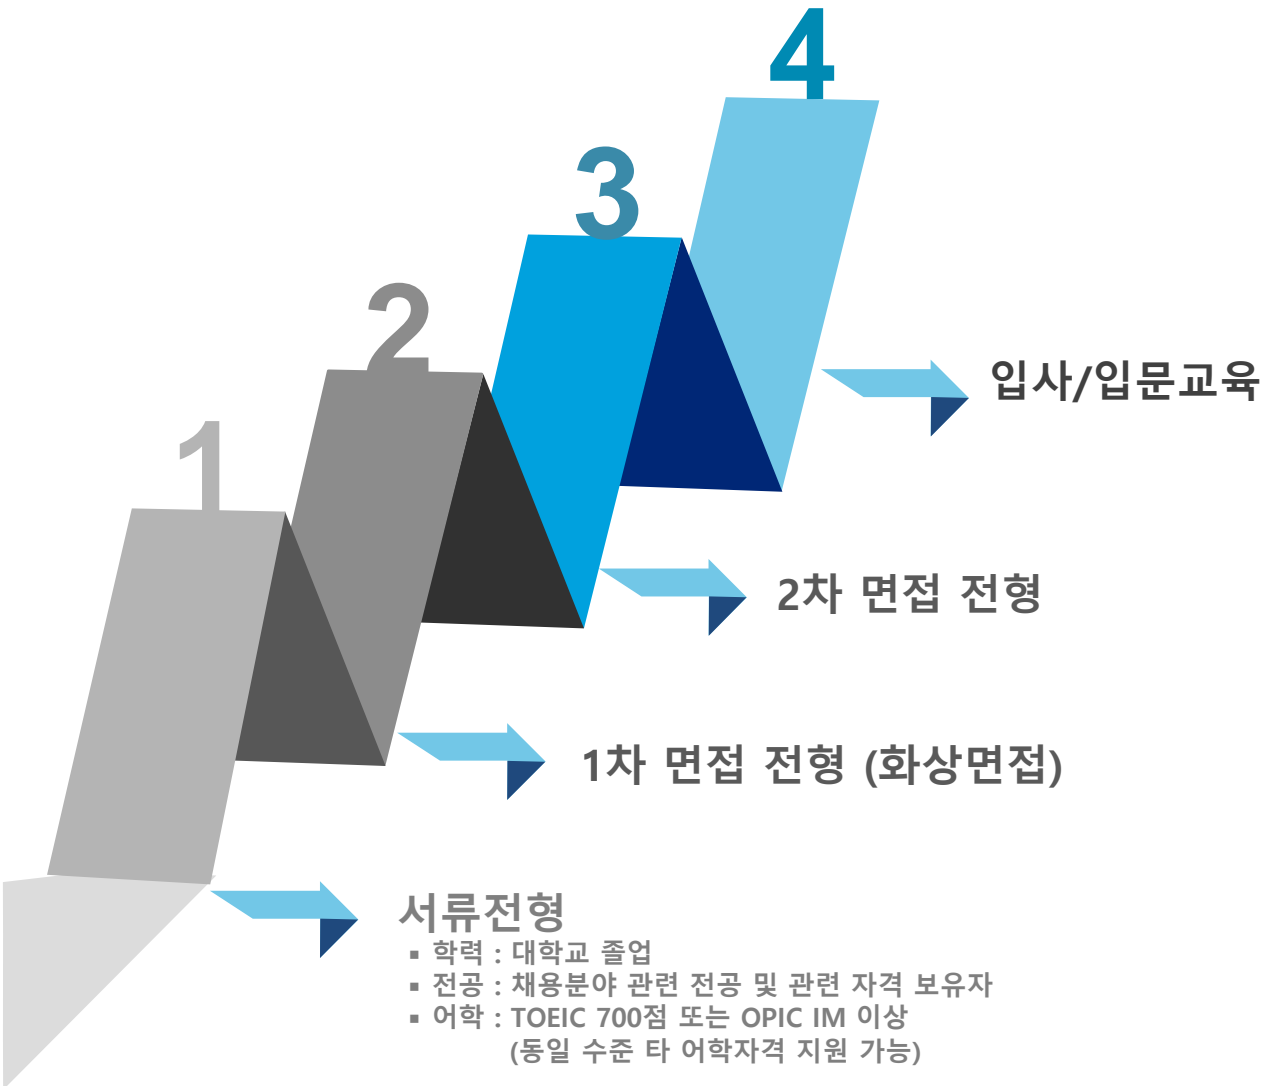 4
3
2
1
입사/입문교육
2차 면접 전형
1차 면접 전형 (화상면접)
서류전형
▪ 학력 : 대학교 졸업
▪ 전공 : 채용분야 관련 전공 및 관련 자격 보유자
▪ 어학 : TOEIC 700점 또는 OPIC IM 이상
(동일 수준 타 어학자격 지원 가능)